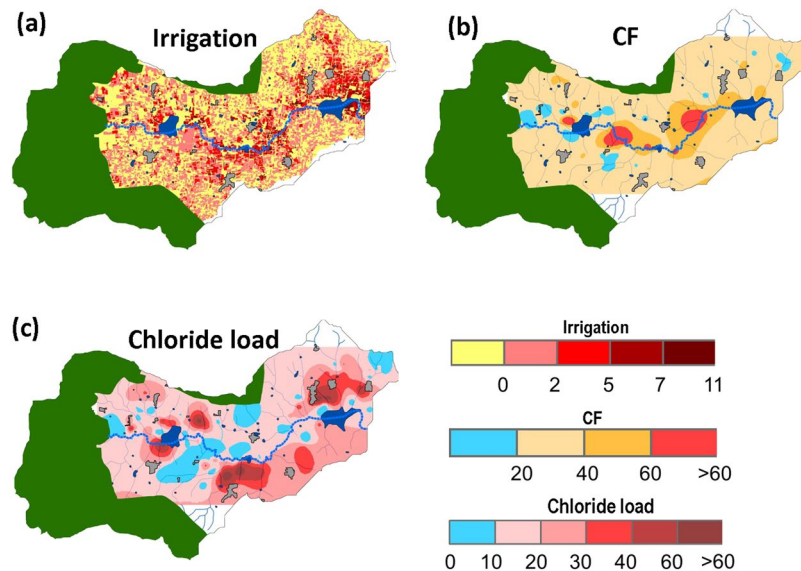 (a)
Irrigation
(b)
CF
(c)
Chloride load
Irrigation
0 2 5 7 11
CF
20 40 60 >60
Chloride load
0 10 20 30 40 60 >60